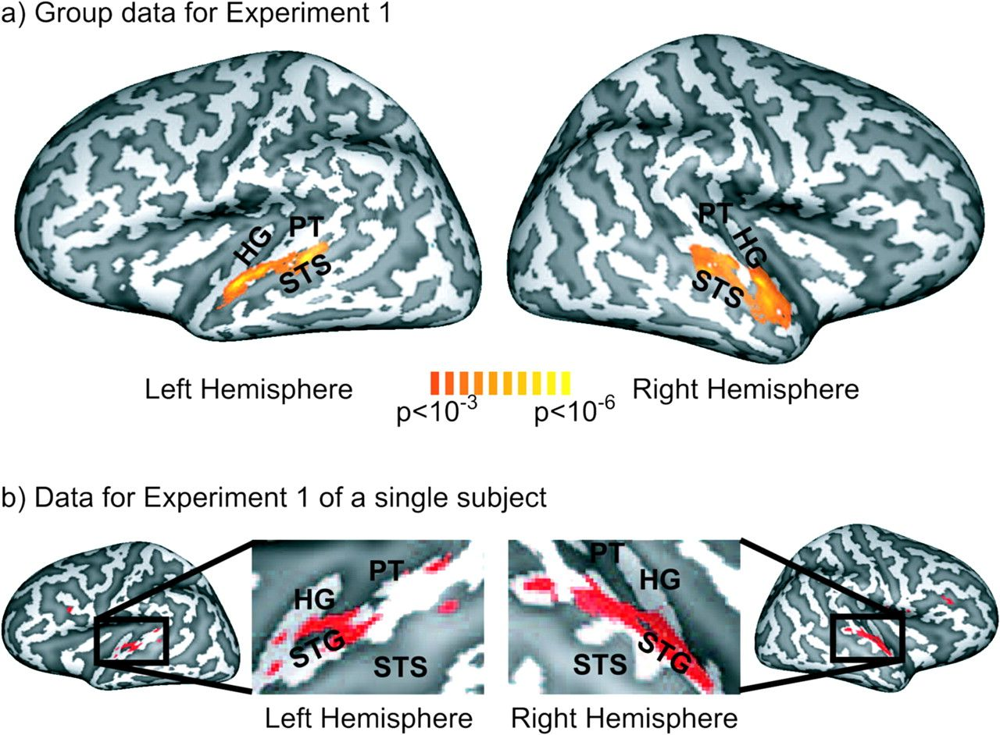 a) Group data for Experiment 1
HG
PT
STS
PT
HG
STS
Left Hemisphere
p<10-3
p<10-6
Right Hemisphere
b) Data for Experiment 1 of a single subject
PT
HG
STG
STS
PT
HG
STG
STS
Left Hemisphere
Right Hemisphere